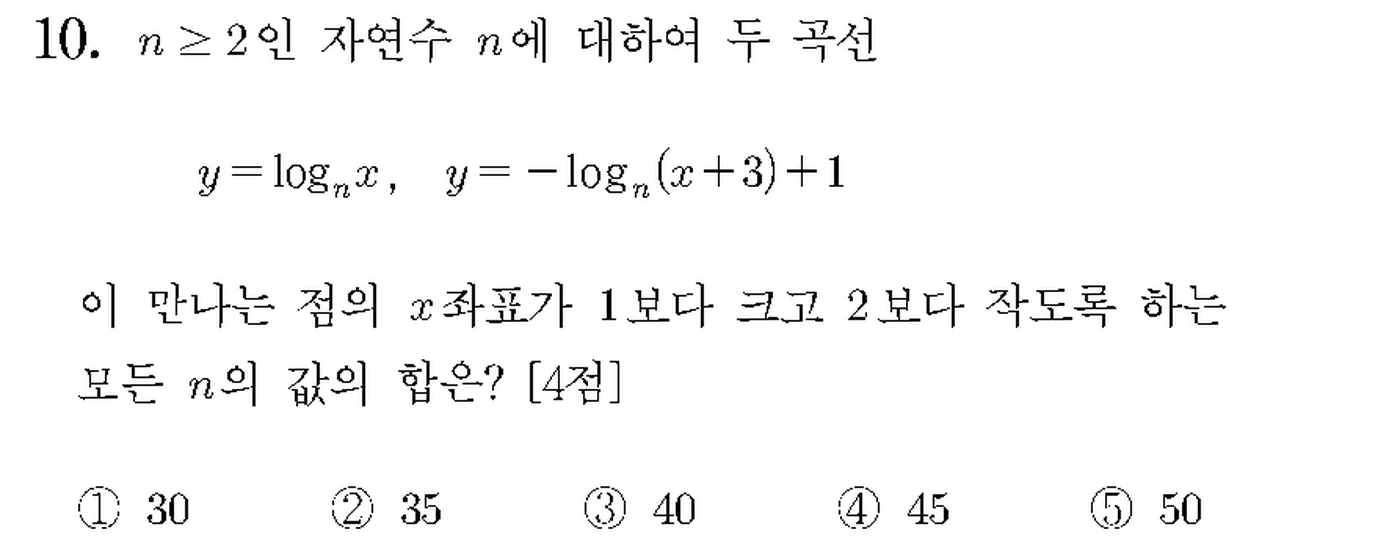 10. n ≥ 2인 자연수 n에 대하여 두 곡선
y = logₙx, y = −logₙ(x+3)+1
이 만나는 점의 x좌표가 1보다 크고 2보다 작도록 하는
모든 n의 값의 합은? [4점]
① 30 ② 35 ③ 40 ④ 45 ⑤ 50